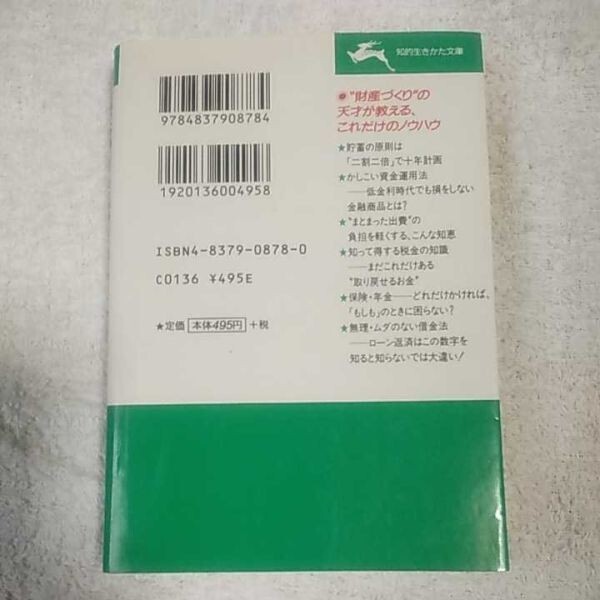 知的生きかた文庫
9784837908784
1920136004958
ISBN4-8379-0878-0
C0136 ¥495E
★定価 本体495円 +税
●"財産づくり"の
天才が教える、
これだけのノウハウ
★貯蓄の原則は
「二割二倍」で十年計画
★かしこい資金運用法
——低金利時代でも損をしない
金融商品とは?
★"まとまった出費"の
負担を軽くする、こんな知恵
★知って得する税金の知識
——まだこれだけある
"取り戻せるお金"
★保険・年金——どれだけかければ、
「もしも」のときに困らない?
★無理・ムダのない借金法
——ローン返済はこの数字を
知ると知らないでは大違い!